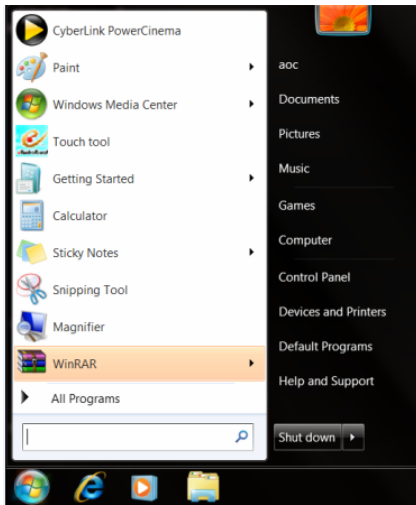 CyberLink PowerCinema
Paint
Windows Media Center
Touch tool
Getting Started
Calculator
Sticky Notes
Snipping Tool
Magnifier
WinRAR
All Programs
aoc
Documents
Pictures
Music
Games
Computer
Control Panel
Devices and Printers
Default Programs
Help and Support
Shut down